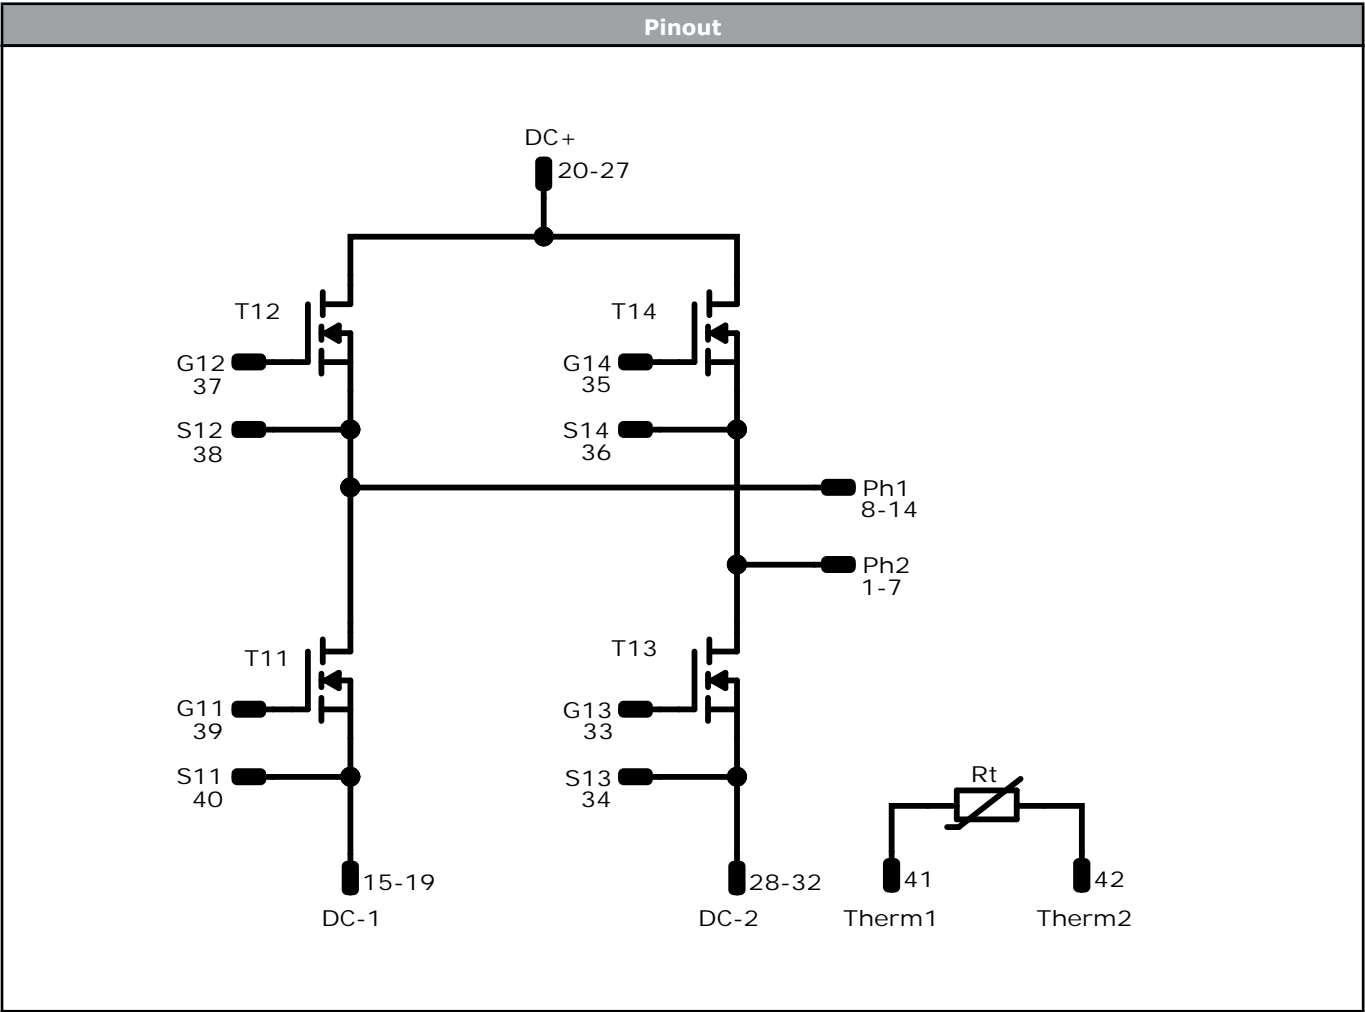 Pinout
DC+
20-27
T12
T14
G12
37
G14
35
S12
38
S14
36
Ph1
8-14
Ph2
1-7
T11
T13
G11
39
G13
33
S11
40
S13
34
Rt
15-19
28-32
41
42
DC-1
DC-2
Therm1
Therm2